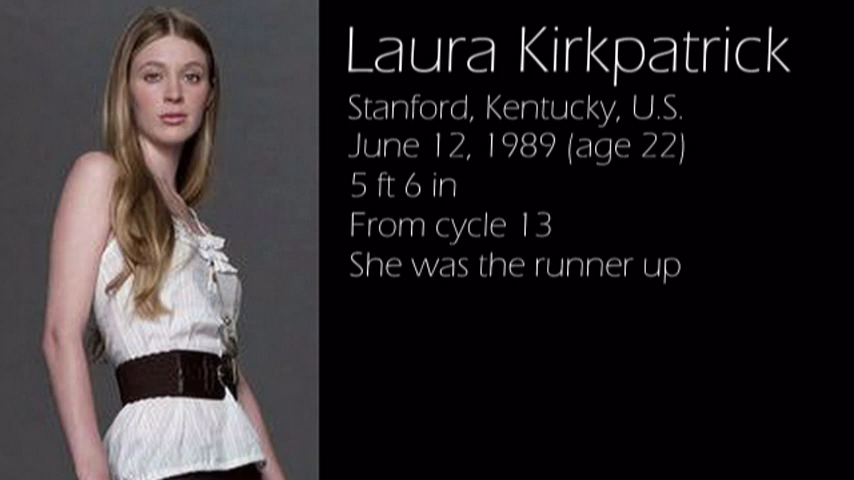 Laura Kirkpatrick
Stanford, Kentucky, U.S.
June 12, 1989 (age 22)
5 ft 6 in
From cycle 13
She was the runner up